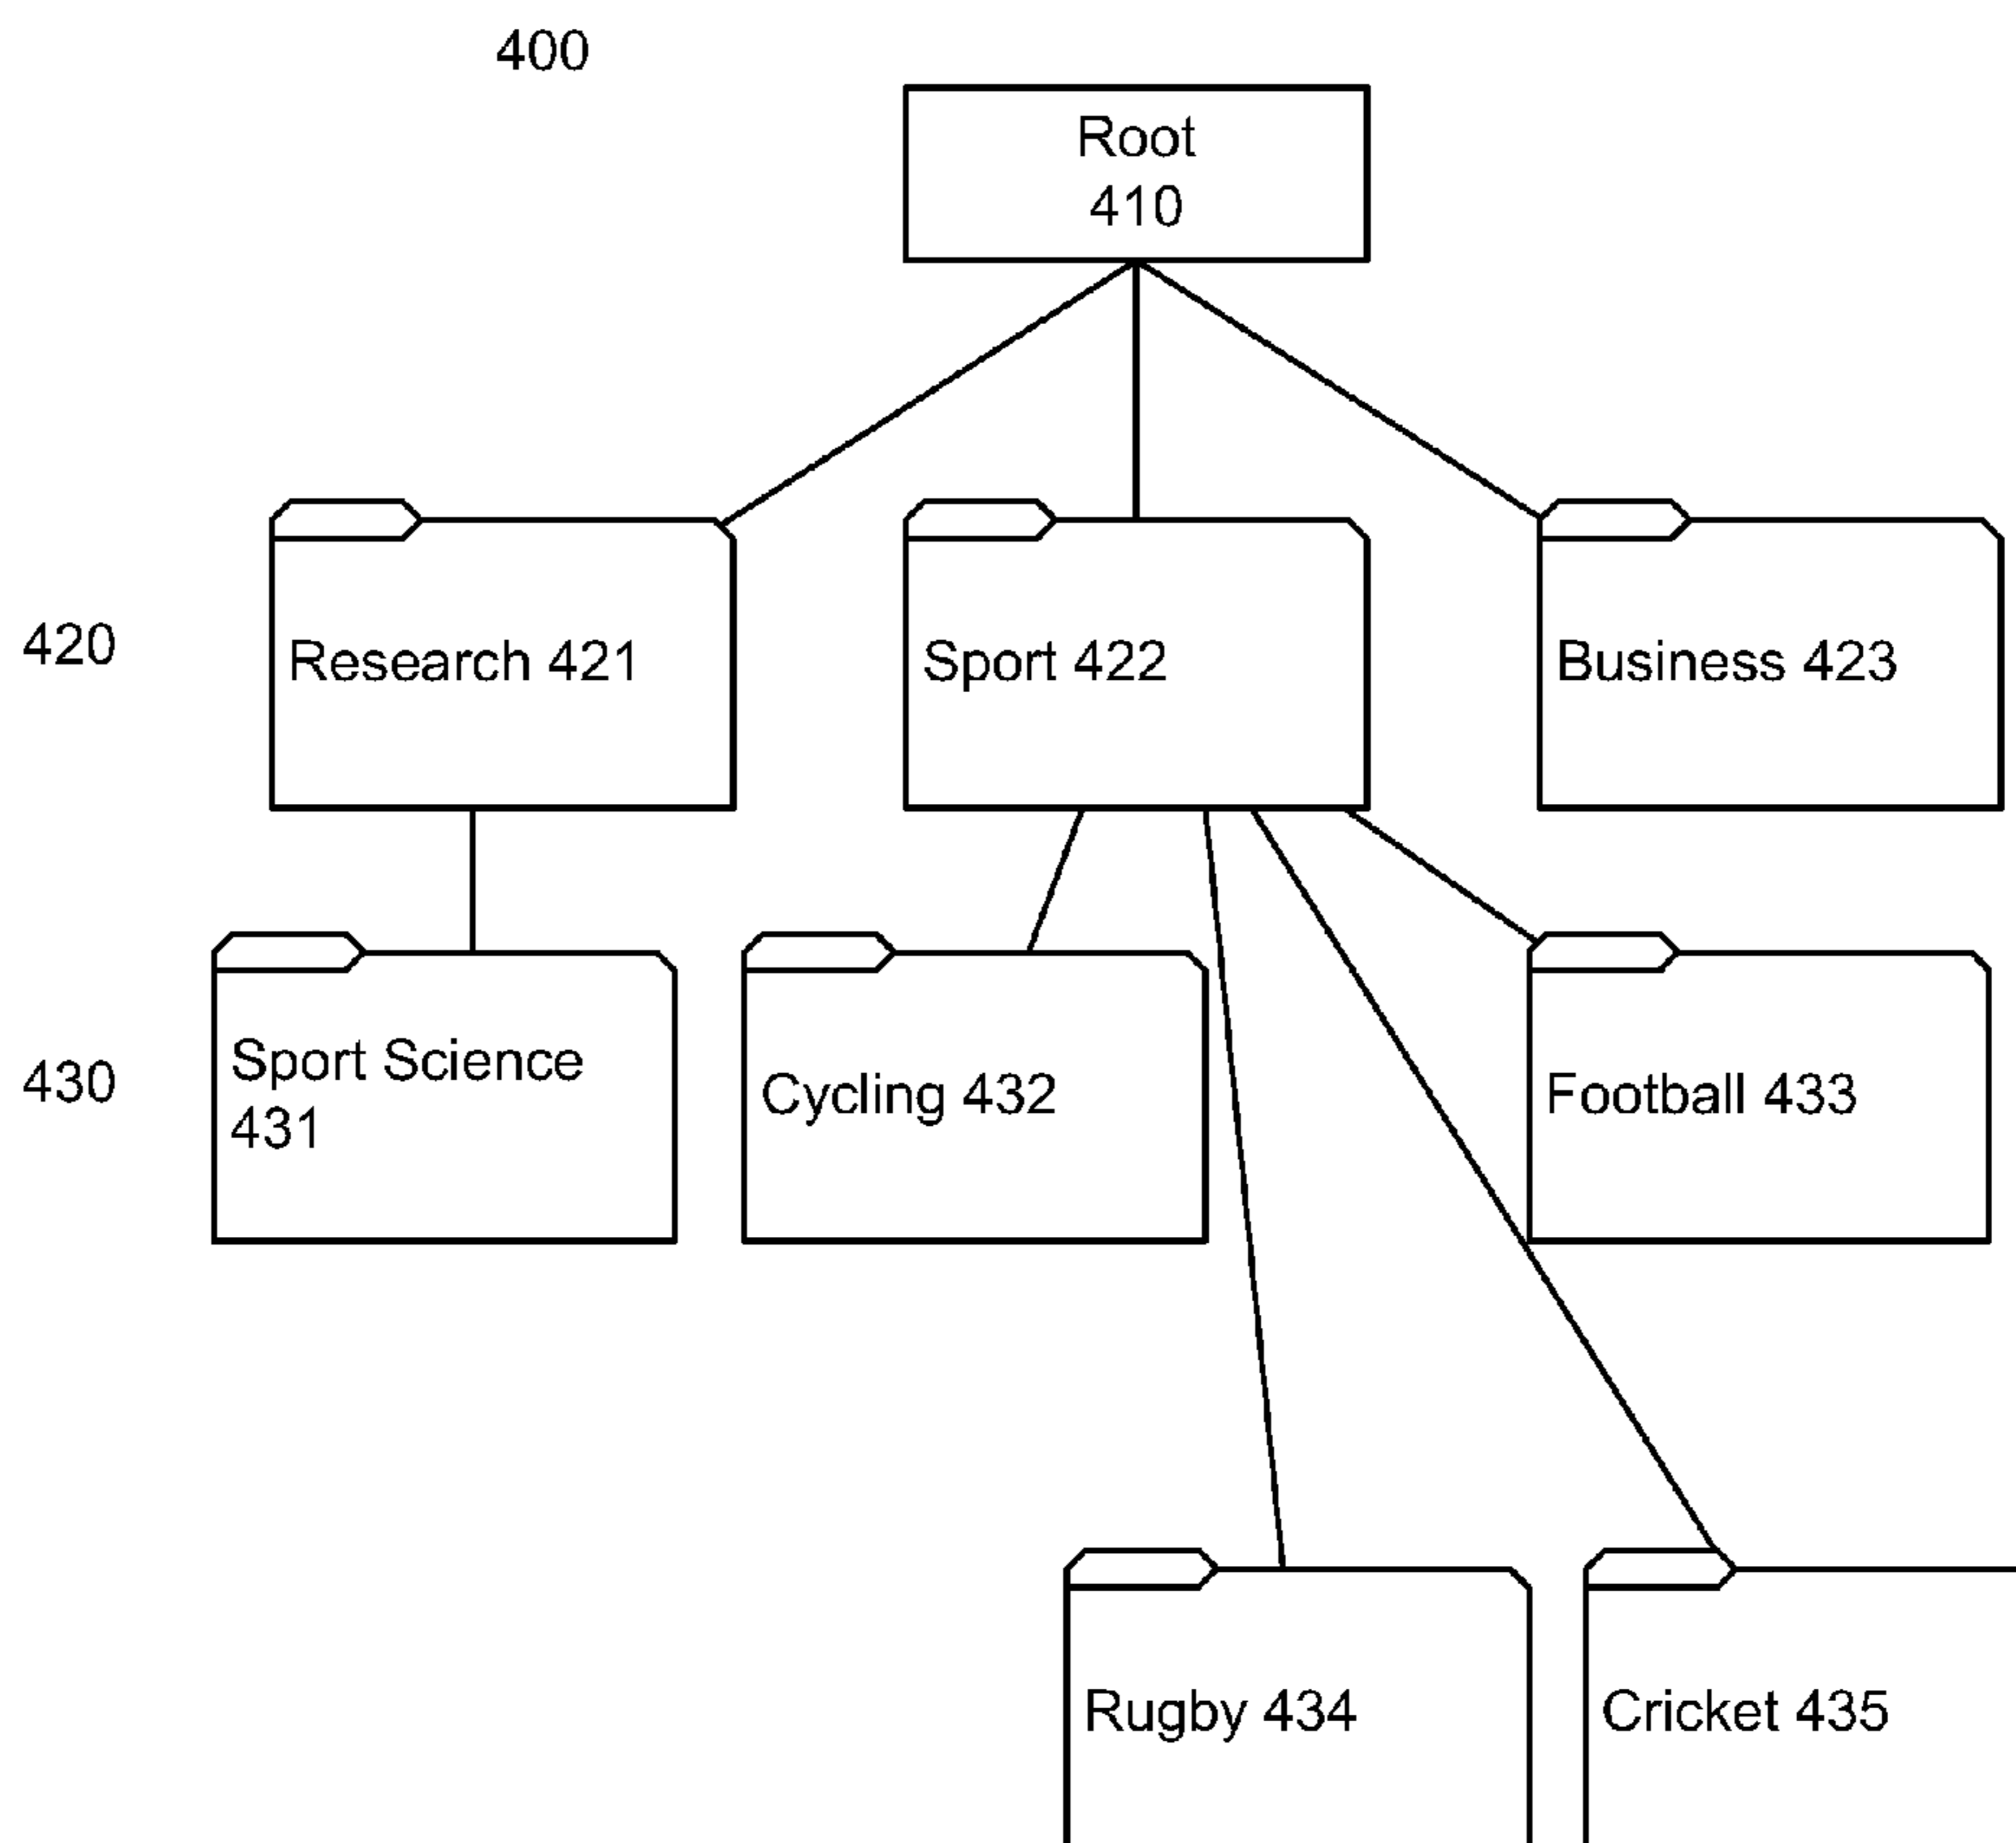 400
Root
410
420
Research 421
Sport 422
Business 423
430
Sport Science
431
Cycling 432
Football 433
Rugby 434
Cricket 435